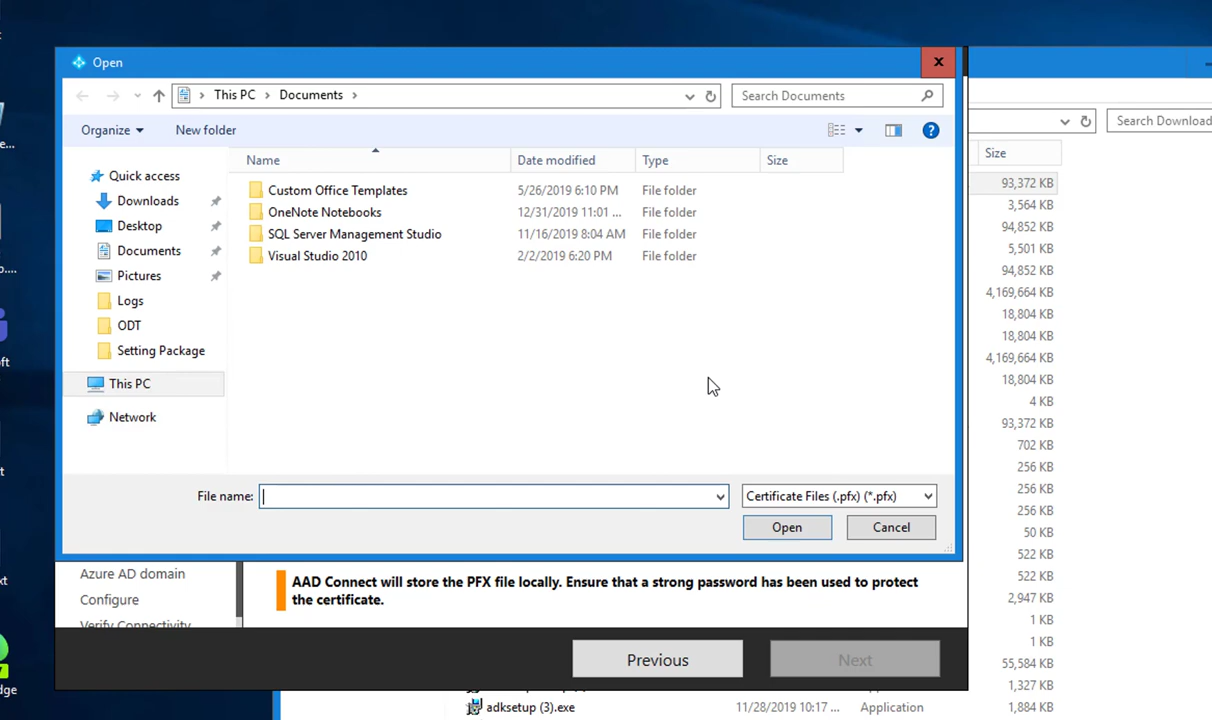 Open
This PC
Documents
Search Documents
Search Download
Organize
New folder
Name
Date modified
Type
Size
Size
Quick access
Downloads
Desktop
Documents
Pictures
Logs
ODT
Setting Package
This PC
Network
Custom Office Templates 5/26/2019 6:10 PM File folder
OneNote Notebooks 12/31/2019 11:01 ... File folder
SQL Server Management Studio 11/16/2019 8:04 AM File folder
Visual Studio 2010 2/2/2019 6:20 PM File folder
93,372 KB
3,564 KB
94,852 KB
5,501 KB
94,852 KB
4,169,664 KB
18,804 KB
18,804 KB
4,169,664 KB
18,804 KB
4 KB
93,372 KB
702 KB
256 KB
256 KB
256 KB
50 KB
522 KB
522 KB
2,947 KB
1 KB
1 KB
55,584 KB
1,327 KB
1,884 KB
File name:
Certificate Files (.pfx) (*.pfx)
Open
Cancel
Azure AD domain
Configure
Verify Connectivity
AAD Connect will store the PFX file locally. Ensure that a strong password has been used to protect
the certificate.
Previous
Next
adksetup (3).exe 11/28/2019 10:17 ... Application